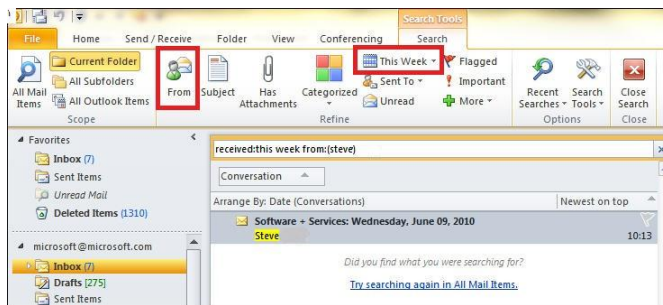 Search Tools
File Home Send / Receive Folder View Conferencing Search
All Mail Items
Current Folder
All Subfolders
All Outlook Items
Scope
From
Subject
Has Attachments
Categorized
This Week
Sent To
Unread
Flagged
Important
More
Refine
Recent Searches
Search Tools
Options
Close Search
Close
Favorites
Inbox (7)
Sent Items
Unread Mail
Deleted Items (1310)
microsoft@microsoft.com
Inbox (7)
Drafts [275]
Sent Items
received:this week from:(steve)
Conversation
Arrange By: Date (Conversations) Newest on top
Software + Services: Wednesday, June 09, 2010
Steve 10:13
Did you find what you were searching for?
Try searching again in All Mail Items.